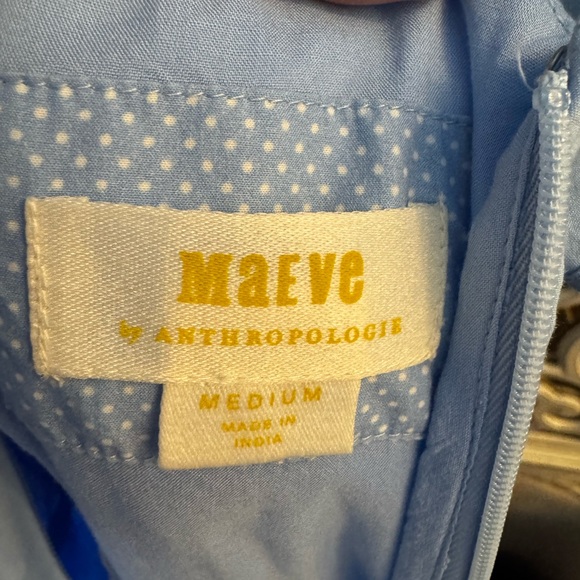 MaEVe
by ANTHROPOLOGIE
MEDIUM
MADE IN
INDIA